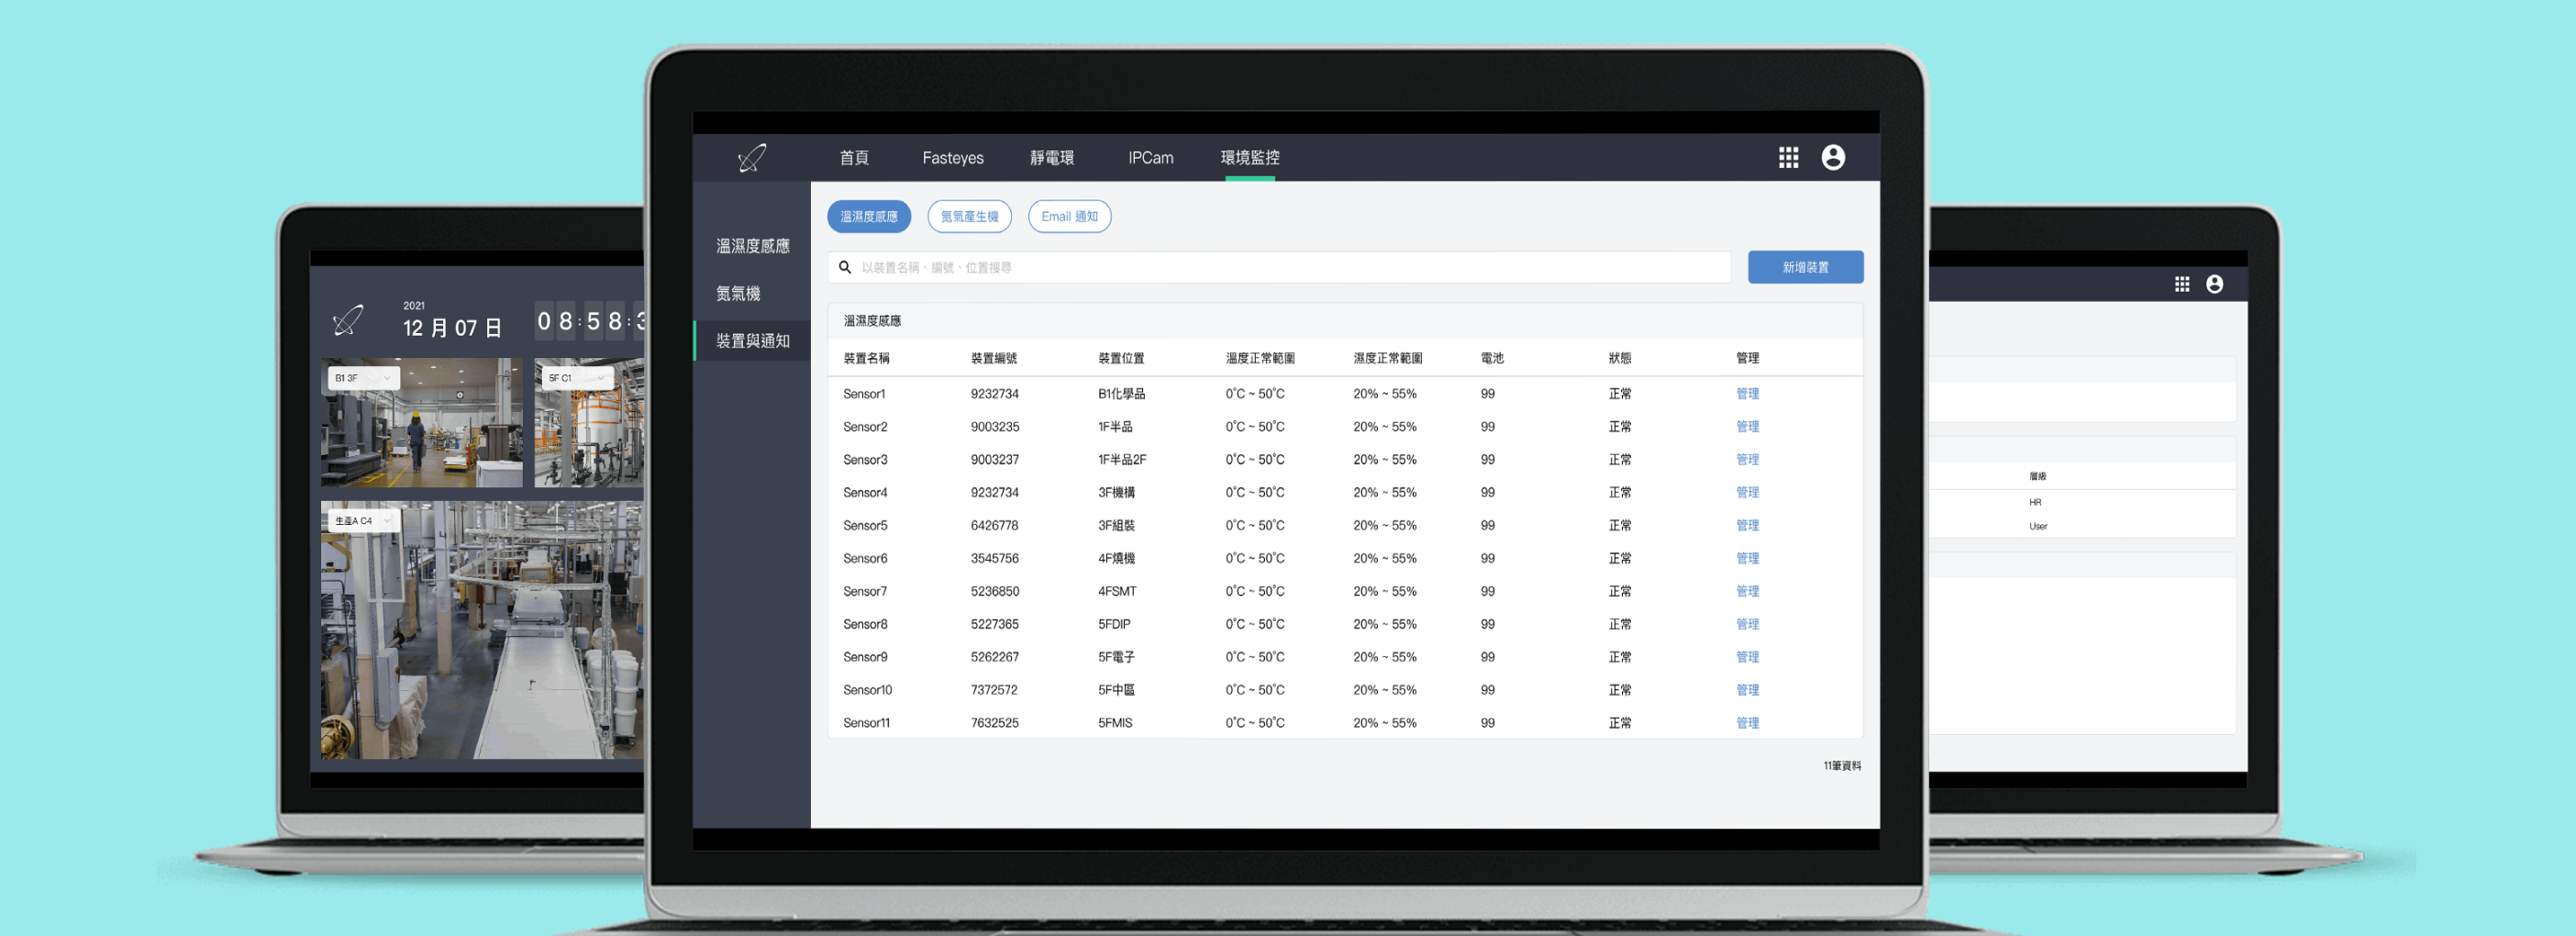 2021
12 月 07 日
08:58:3
B1 3F
5F C1
生產A C4
首頁 Fasteyes 靜電環 IPCam 環境監控
溫濕度感應
氮氣機
裝置與通知
溫濕度感應 氮氣產生機 Email 通知
以裝置名稱、編號、位置搜尋 新增裝置
溫濕度感應
裝置名稱 裝置編號 裝置位置 溫度正常範圍 濕度正常範圍 電池 狀態 管理
Sensor1 9232734 B1化學品 0°C ~ 50°C 20% ~ 55% 99 正常 管理
Sensor2 9003235 1F半品 0°C ~ 50°C 20% ~ 55% 99 正常 管理
Sensor3 9003237 1F半品2F 0°C ~ 50°C 20% ~ 55% 99 正常 管理
Sensor4 9232734 3F機構 0°C ~ 50°C 20% ~ 55% 99 正常 管理
Sensor5 6426778 3F組裝 0°C ~ 50°C 20% ~ 55% 99 正常 管理
Sensor6 3545756 4F燒機 0°C ~ 50°C 20% ~ 55% 99 正常 管理
Sensor7 5236850 4FSMT 0°C ~ 50°C 20% ~ 55% 99 正常 管理
Sensor8 5227365 5FDIP 0°C ~ 50°C 20% ~ 55% 99 正常 管理
Sensor9 5262267 5F電子 0°C ~ 50°C 20% ~ 55% 99 正常 管理
Sensor10 7372572 5F中區 0°C ~ 50°C 20% ~ 55% 99 正常 管理
Sensor11 7632525 5FMIS 0°C ~ 50°C 20% ~ 55% 99 正常 管理
11筆資料
層級
HR
User